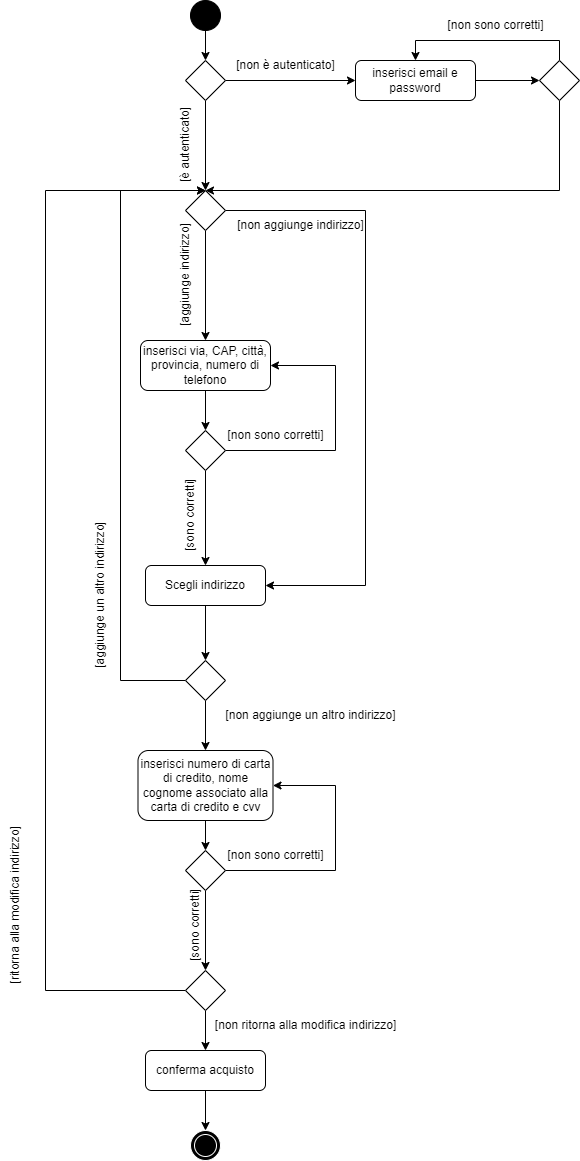 [non sono corretti]
[non è autenticato]
inserisci email e
password
[è autenticato]
[non aggiunge indirizzo]
[aggiunge indirizzo]
inserisci via, CAP, città,
provincia, numero di
telefono
[non sono corretti]
[sono corretti]
[aggiunge un altro indirizzo]
Scegli indirizzo
[non aggiunge un altro indirizzo]
inserisci numero di carta
di credito, nome
cognome associato alla
carta di credito e cvv
[non sono corretti]
[ritorna alla modifica indirizzo]
[sono corretti]
[non ritorna alla modifica indirizzo]
conferma acquisto